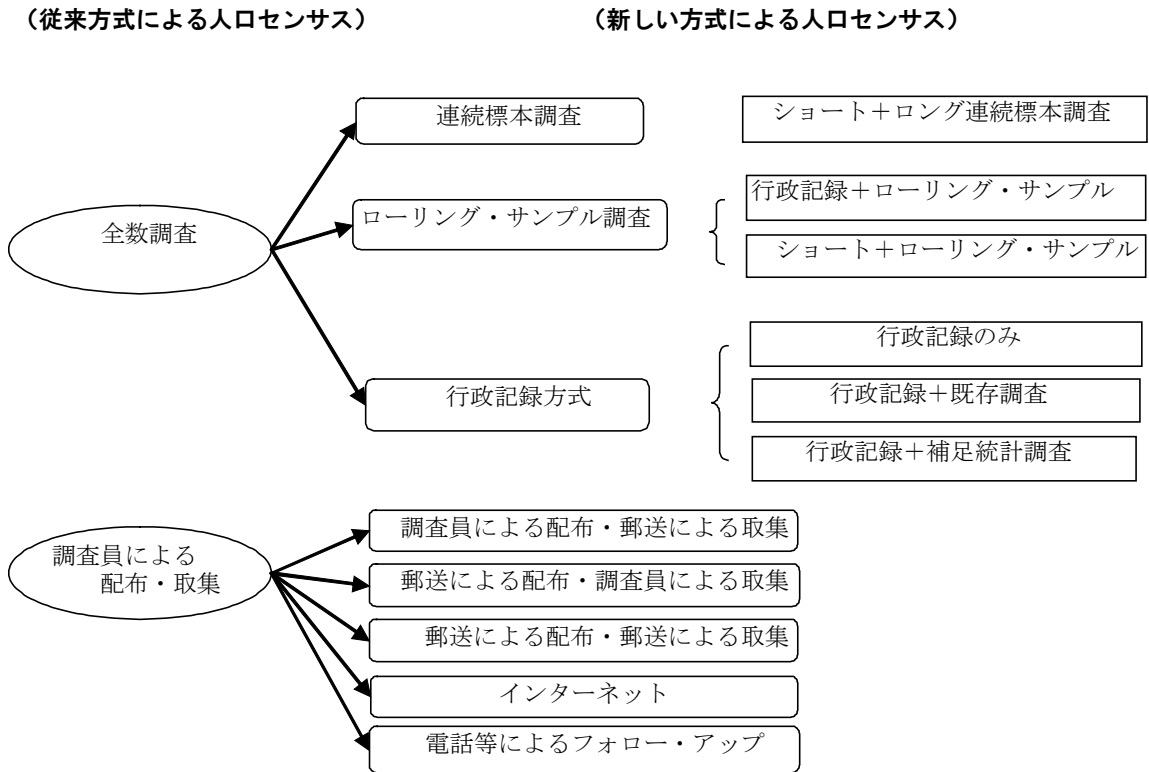 （従来方式による人口センサス）
（新しい方式による人口センサス）
全数調査
連続標本調査
ショート＋ロング連続標本調査
ローリング・サンプル調査
行政記録＋ローリング・サンプル
ショート＋ローリング・サンプル
行政記録方式
行政記録のみ
行政記録＋既存調査
行政記録＋補足統計調査
調査員による
配布・取集
調査員による配布・郵送による取集
郵送による配布・調査員による取集
郵送による配布・郵送による取集
インターネット
電話等によるフォロー・アップ